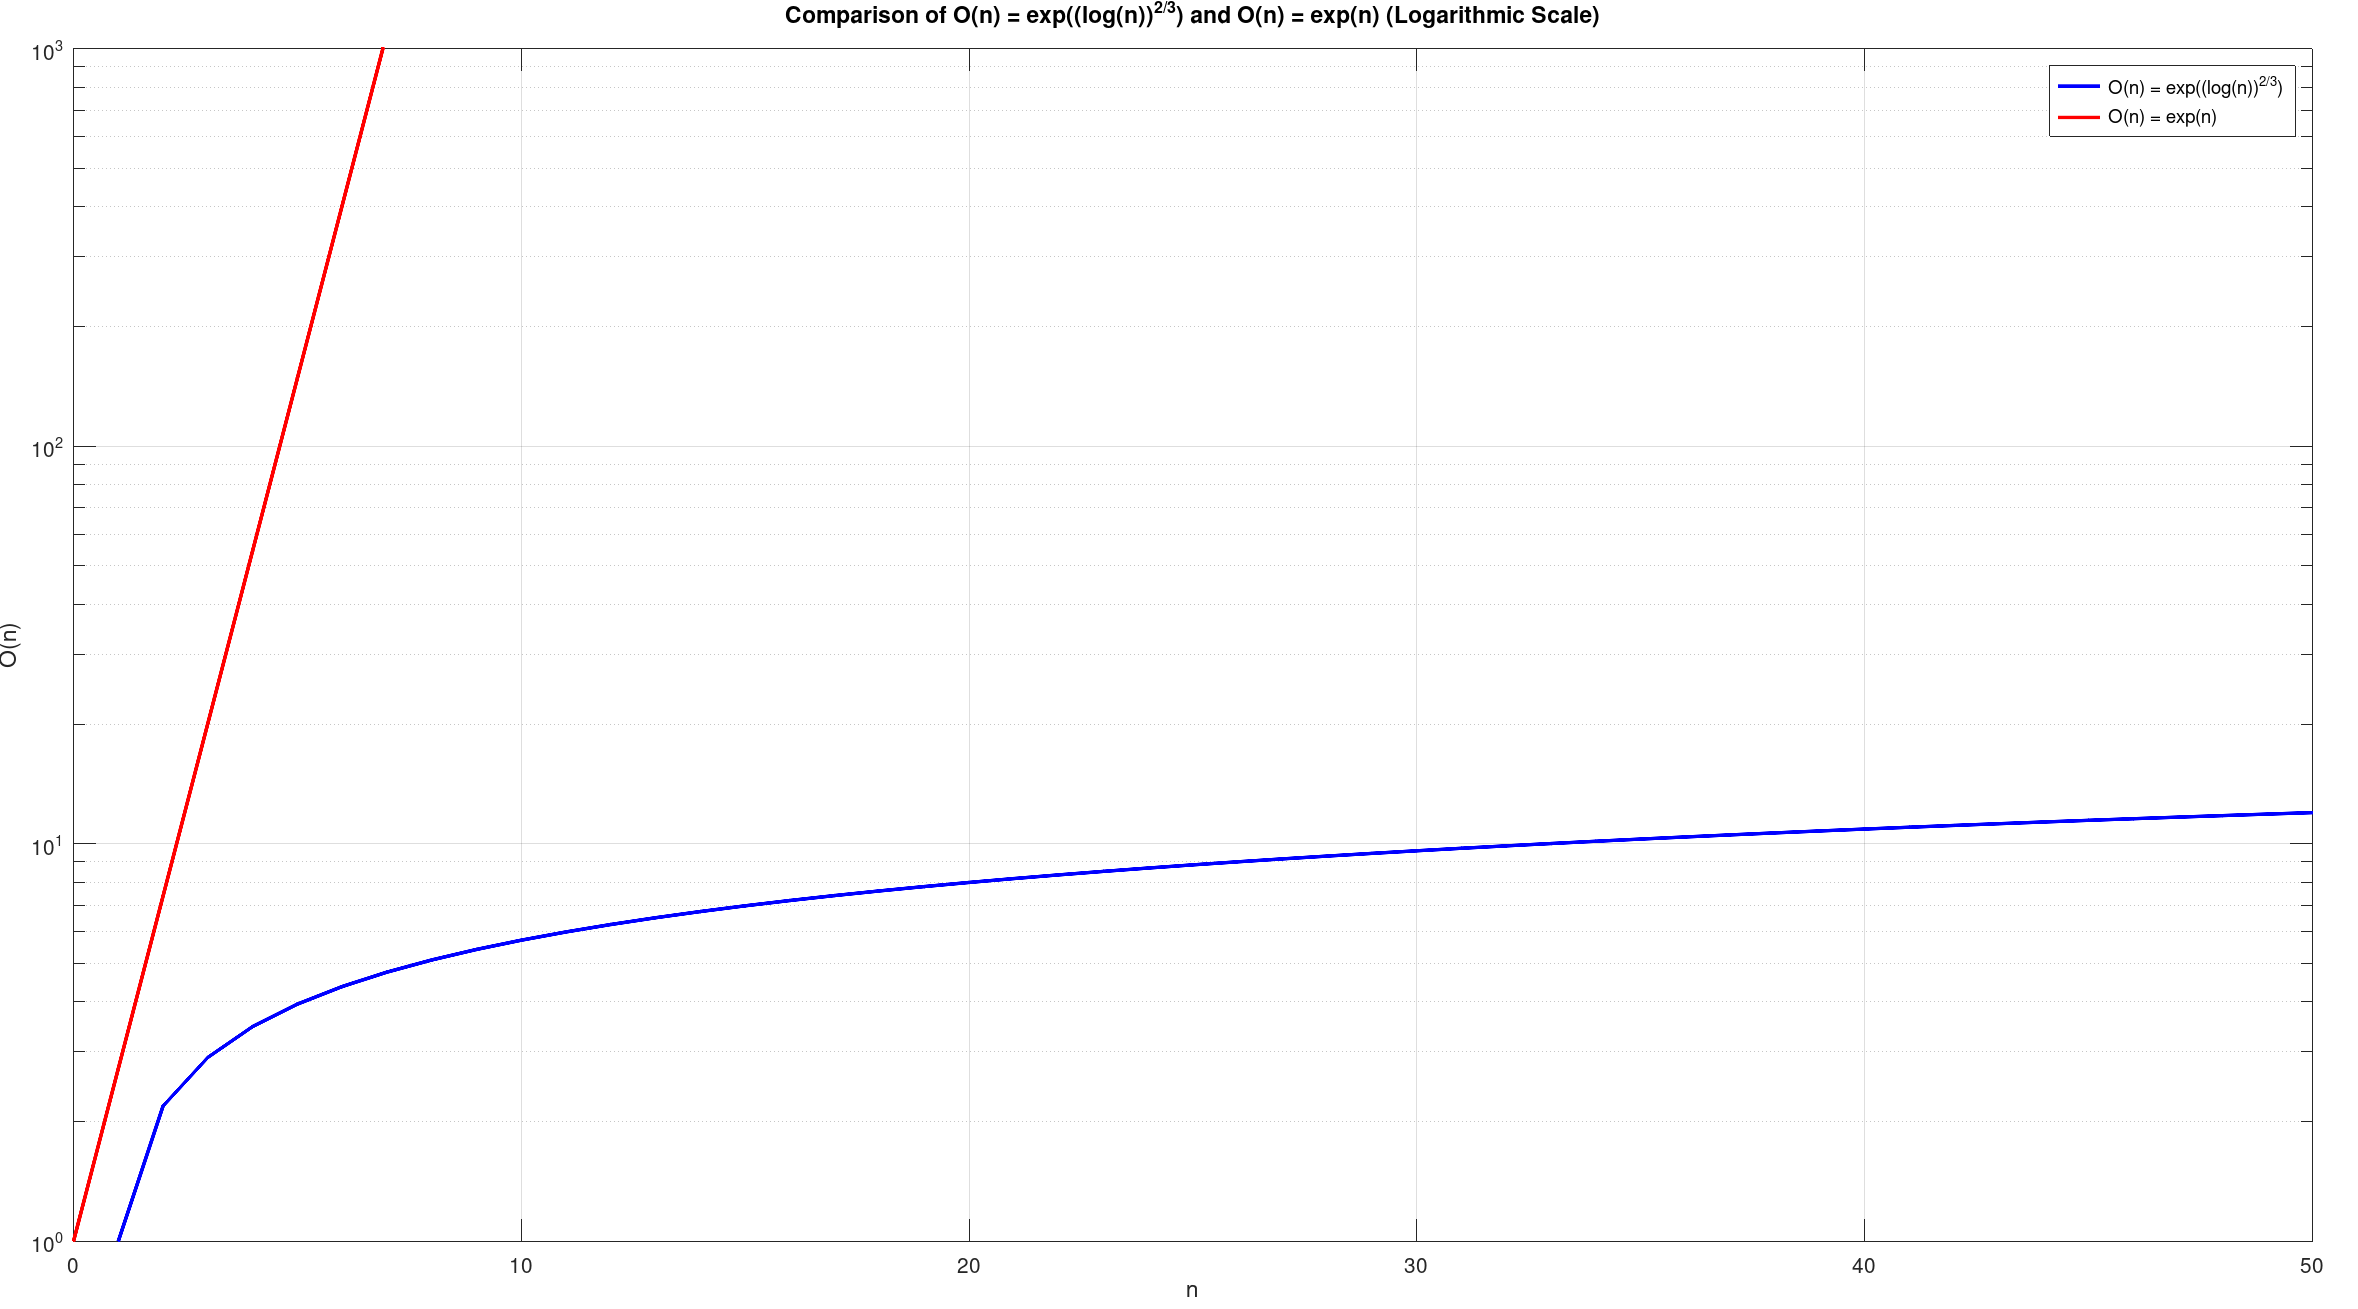 Comparison of O(n) = exp((log(n))^2/3) and O(n) = exp(n) (Logarithmic Scale)
10^3
O(n) = exp((log(n))^2/3)
O(n) = exp(n)
10^2
O(n)
10^1
10^0
0 10 20 30 40 50
n